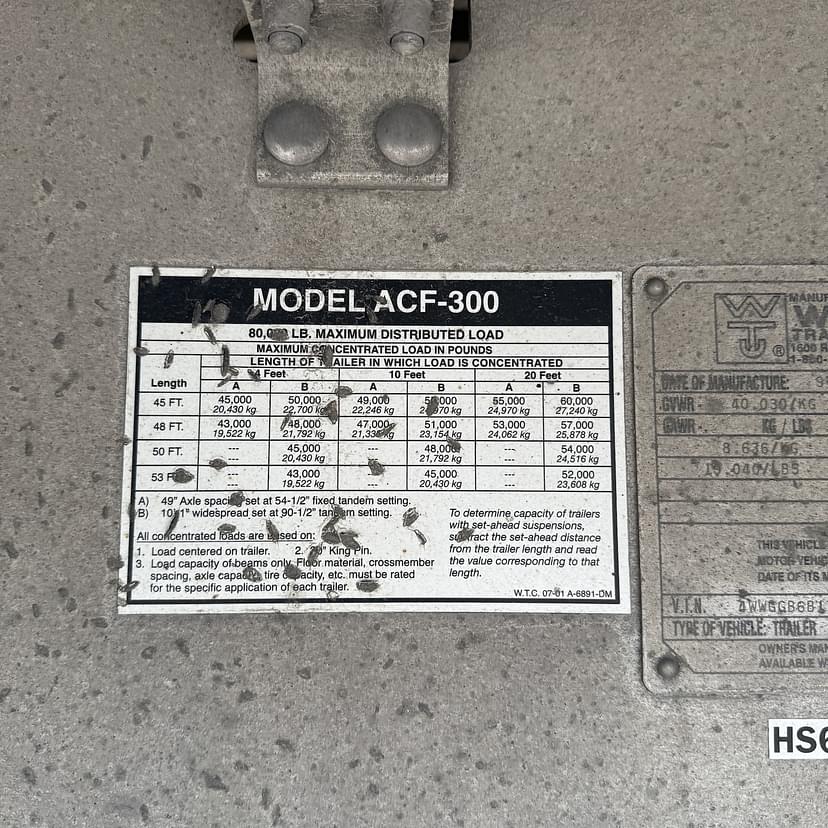 MODEL ACF-300
LB. MAXIMUM DISTRIBUTED LOAD
MAXIMUM CONCENTRATED LOAD IN POUNDS
LENGTH OF TRAILER IN WHICH LOAD IS CONCENTRATED
Length 4 Feet 10 Feet 20 Feet
A B A B A B
45 FT. 45,000 50,000 49,000 55,000 60,000
20,430 kg 22,700 kg 22,246 kg 24,970 kg 27,240 kg
48 FT. 43,000 48,000 47,000 51,000 53,000 57,000
19,522 kg 21,792 kg 23,154 kg 24,062 kg 25,878 kg
50 FT. --- 45,000 --- 48,000 --- 54,000
--- 20,430 kg --- 21,792 kg --- 24,516 kg
53 FT. --- 43,000 --- 45,000 --- 52,000
--- 19,522 kg --- 20,430 kg --- 23,608 kg
A) 49" Axle spacing set at 54-1/2" fixed tandem setting.
B) widespread set at 90-1/2" tandem setting.
All concentrated loads are based on:
1. Load centered on trailer. 2. King Pin.
3. Load capacity of beams only. Floor material, crossmember
spacing, axle capacity, tire capacity, etc. must be rated
for the specific application of each trailer.
To determine capacity of trailers
with set-ahead suspensions,
subtract the set-ahead distance
from the trailer length and read
the value corresponding to that
length.
W.T.C. 07-01 A-6891-DM
WT ®
DATE OF MANUFACTURE:
GVWR
KG / LBS
THIS VEHICLE
DATE OF ITS
V.I.N.
TYPE OF VEHICLE: TRAILER
OWNER'S
AVAILABLE